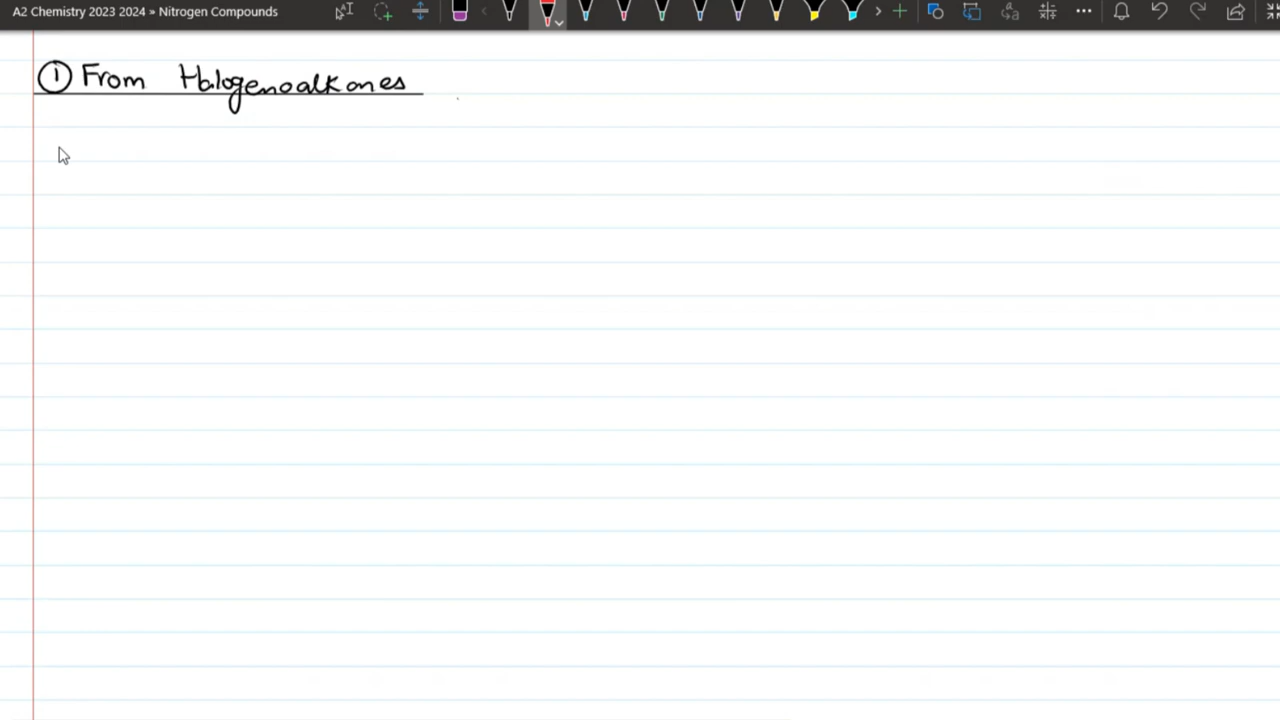 A2 Chemistry 2023 2024 » Nitrogen Compounds
① From Halogenoalkanes